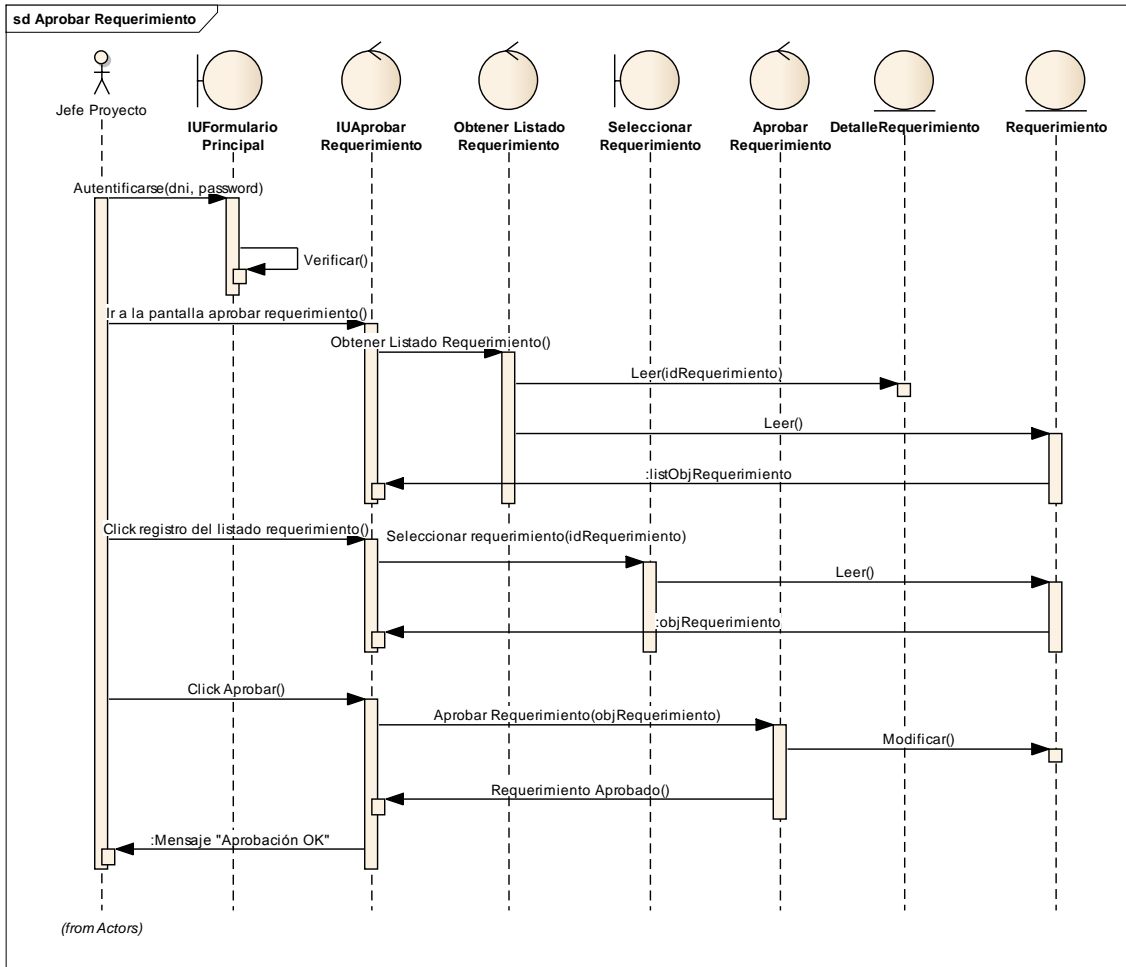 sd Aprobar Requerimiento
Jefe Proyecto
IUFormulario
Principal
IUAprobar
Requerimiento
Obtener Listado
Requerimiento
Seleccionar
Requerimiento
Aprobar
Requerimiento
DetalleRequerimiento
Requerimiento
Autentificarse(dni, password)
Verificar()
Ir a la pantalla aprobar requerimiento()
Obtener Listado Requerimiento()
Leer(idRequerimiento)
Leer()
:listObjRequerimiento
Click registro del listado requerimiento()
Seleccionar requerimiento(idRequerimiento)
Leer()
:objRequerimiento
Click Aprobar()
Aprobar Requerimiento(objRequerimiento)
Modificar()
Requerimiento Aprobado()
:Mensaje "Aprobación OK"
(from Actors)